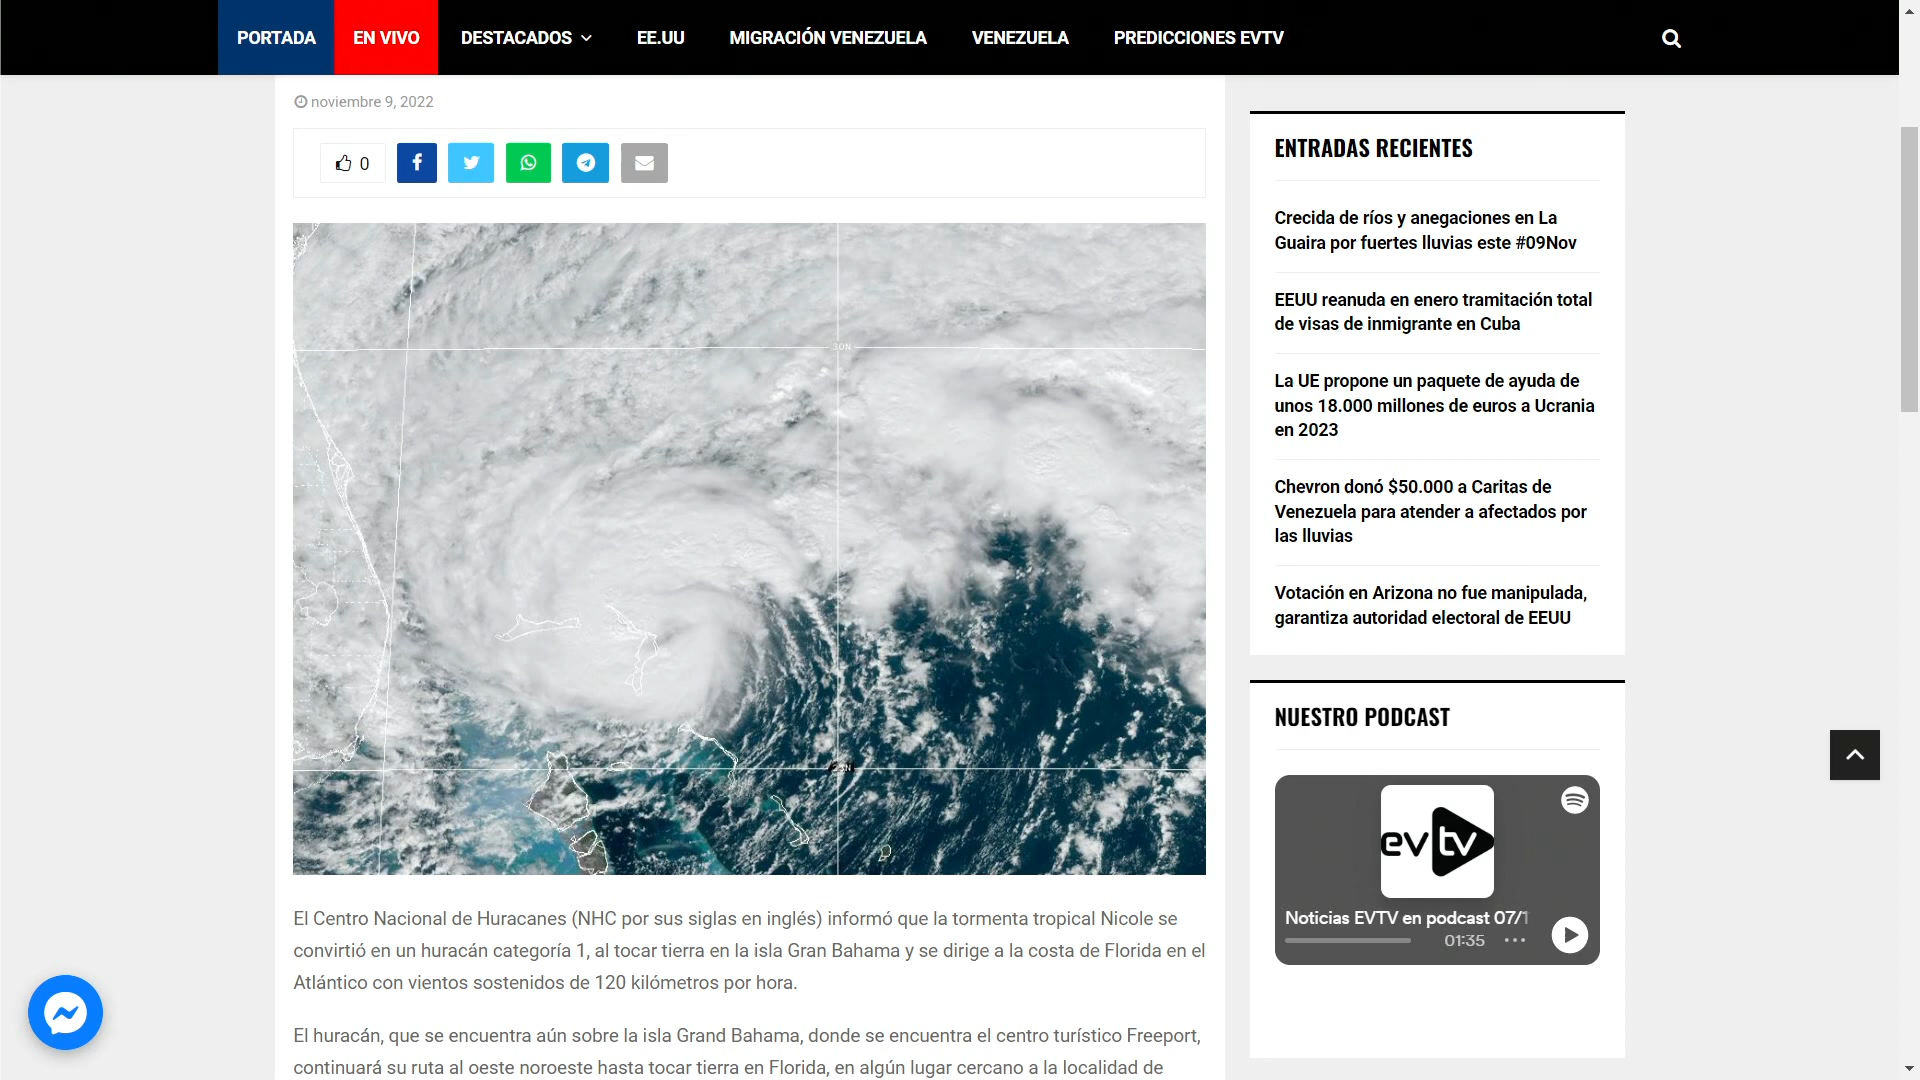 PORTADA EN VIVO DESTACADOS EE.UU MIGRACIÓN VENEZUELA VENEZUELA PREDICCIONES EVTV
noviembre 9, 2022
0
30N
25N
El Centro Nacional de Huracanes (NHC por sus siglas en inglés) informó que la tormenta tropical Nicole se
convirtió en un huracán categoría 1, al tocar tierra en la isla Gran Bahama y se dirige a la costa de Florida en el
Atlántico con vientos sostenidos de 120 kilómetros por hora.
El huracán, que se encuentra aún sobre la isla Grand Bahama, donde se encuentra el centro turístico Freeport,
continuará su ruta al oeste noroeste hasta tocar tierra en Florida, en algún lugar cercano a la localidad de
ENTRADAS RECIENTES
Crecida de ríos y anegaciones en La
Guaira por fuertes lluvias este #09Nov
EEUU reanuda en enero tramitación total
de visas de inmigrante en Cuba
La UE propone un paquete de ayuda de
unos 18.000 millones de euros a Ucrania
en 2023
Chevron donó $50.000 a Caritas de
Venezuela para atender a afectados por
las lluvias
Votación en Arizona no fue manipulada,
garantiza autoridad electoral de EEUU
NUESTRO PODCAST
evtv
Noticias EVTV en podcast 07/1
01:35